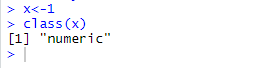 > x<-1
> class(x)
[1] "numeric"
>